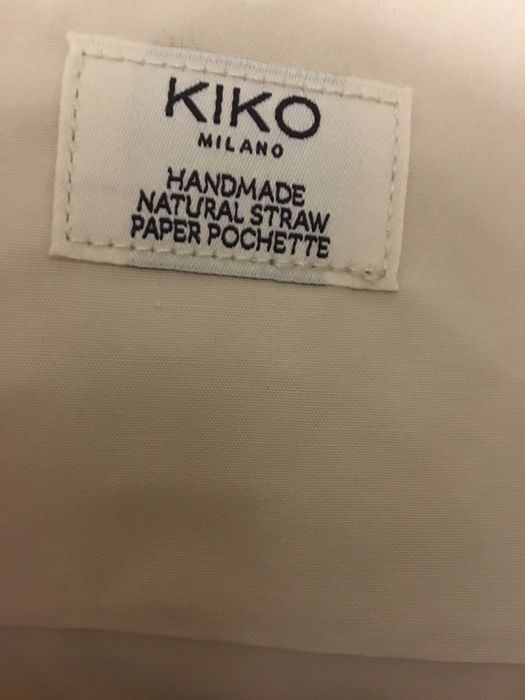 KIKO
MILANO
HANDMADE
NATURAL STRAW
PAPER POCHETTE